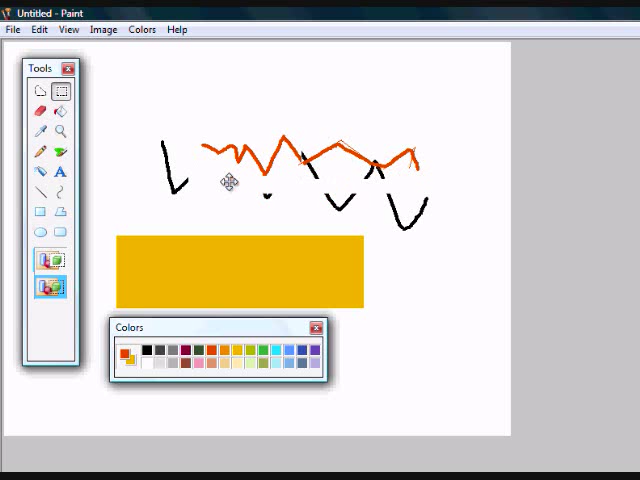 Untitled - Paint
File Edit View Image Colors Help
Tools
A
Colors